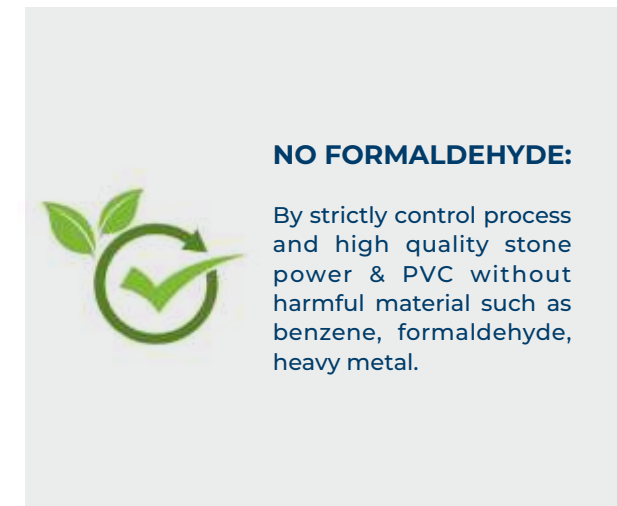 NO FORMALDEHYDE:
By strictly control process
and high quality stone
power & PVC without
harmful material such as
benzene, formaldehyde,
heavy metal.